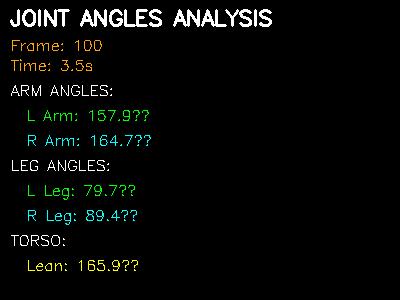 JOINT ANGLES ANALYSIS
Frame: 100
Time: 3.5s
ARM ANGLES:
L Arm: 157.9??
R Arm: 164.7??
LEG ANGLES:
L Leg: 79.7??
R Leg: 89.4??
TORSO:
Lean: 165.9??